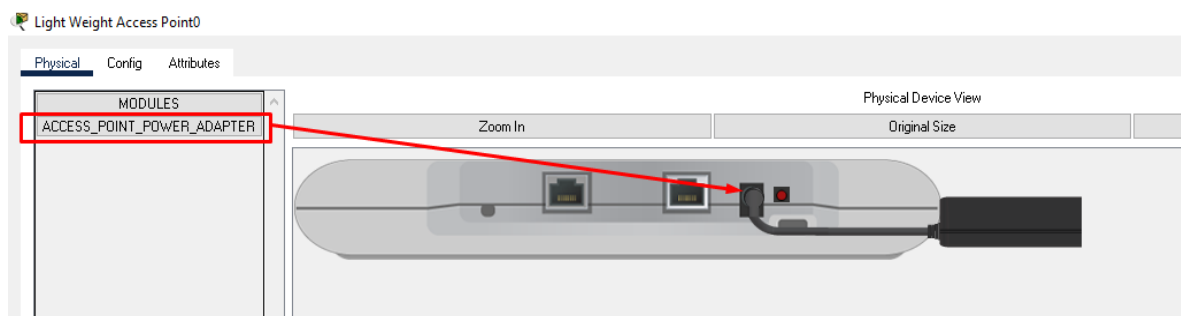 Light Weight Access Point0
Physical Config Attributes
MODULES
ACCESS_POINT_POWER_ADAPTER
Physical Device View
Zoom In
Original Size